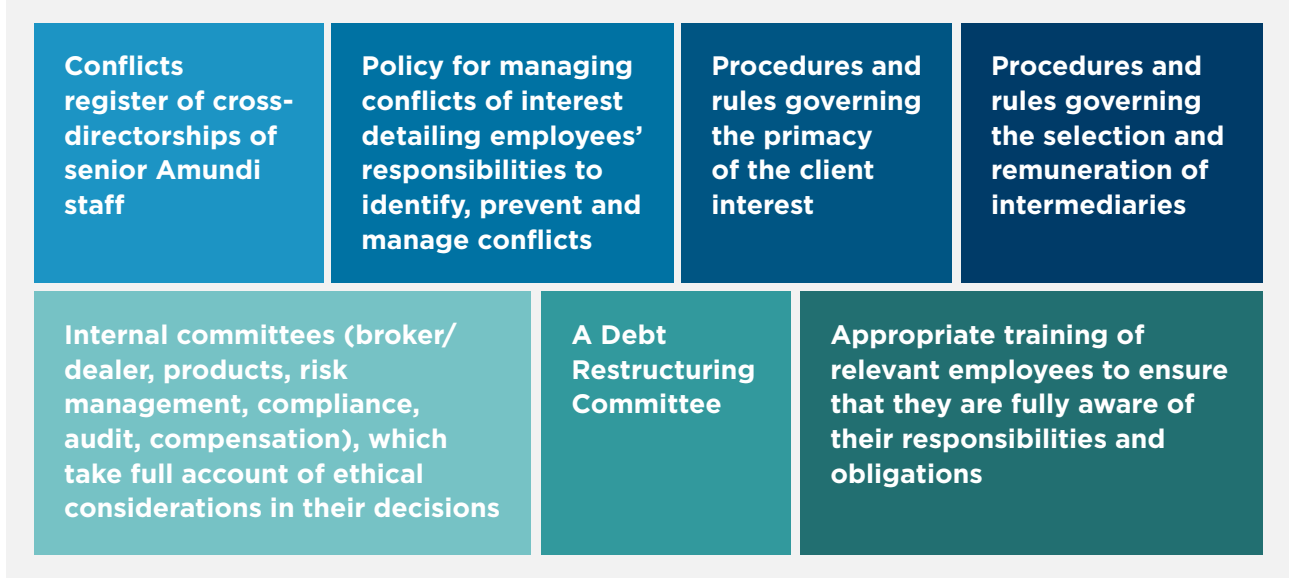 Conflicts
register of cross-
directorships of
senior Amundi
staff
Policy for managing
conflicts of interest
detailing employees’
responsibilities to
identify, prevent and
manage conflicts
Procedures and
rules governing
the primacy
of the client
interest
Procedures and
rules governing
the selection and
remuneration of
intermediaries
Internal committees (broker/
dealer, products, risk
management, compliance,
audit, compensation), which
take full account of ethical
considerations in their decisions
A Debt
Restructuring
Committee
Appropriate training of
relevant employees to ensure
that they are fully aware of
their responsibilities and
obligations